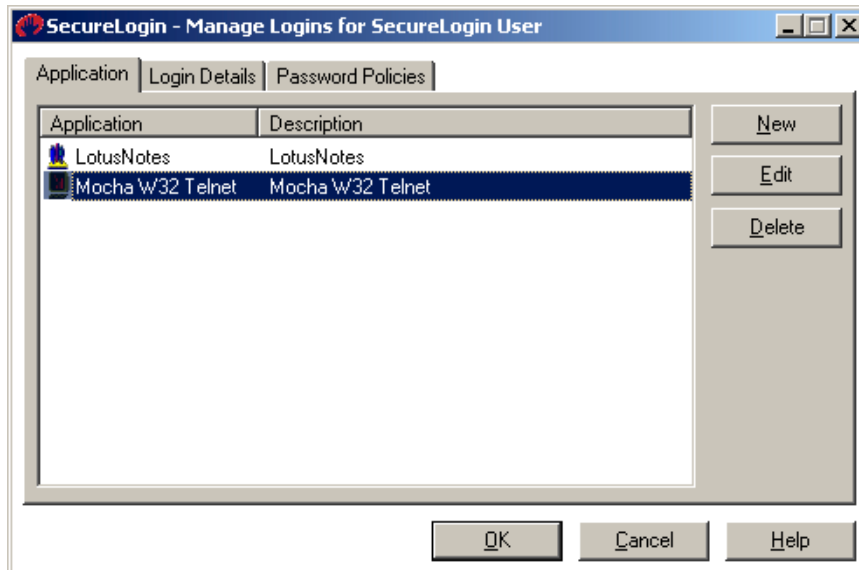 SecureLogin - Manage Logins for SecureLogin User
Application Login Details Password Policies
Application Description New
LotusNotes LotusNotes
Mocha W32 Telnet Mocha W32 Telnet Edit
Delete
OK Cancel Help